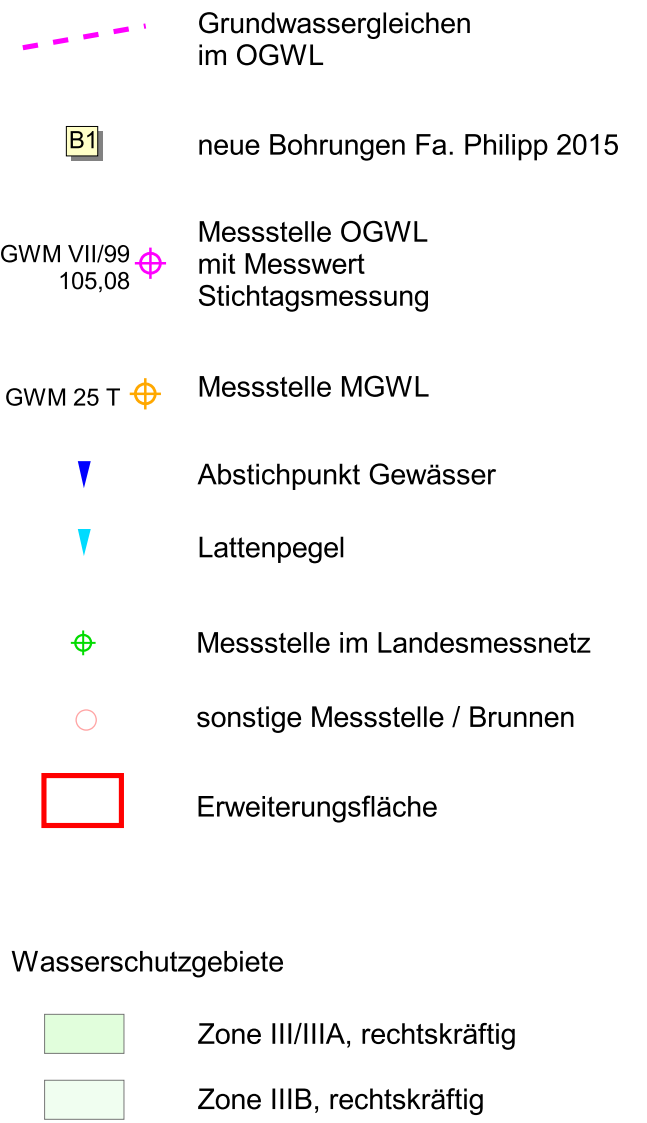 Grundwassergleichen
im OGWL
B1
neue Bohrungen Fa. Philipp 2015
GWM VII/99
105,08
Messstelle OGWL
mit Messwert
Stichtagsmessung
GWM 25 T
Messstelle MGWL
Abstichpunkt Gewässer
Lattenpegel
Messstelle im Landesmessnetz
sonstige Messstelle / Brunnen
Erweiterungsfläche
Wasserschutzgebiete
Zone III/IIIA, rechtskräftig
Zone IIIB, rechtskräftig